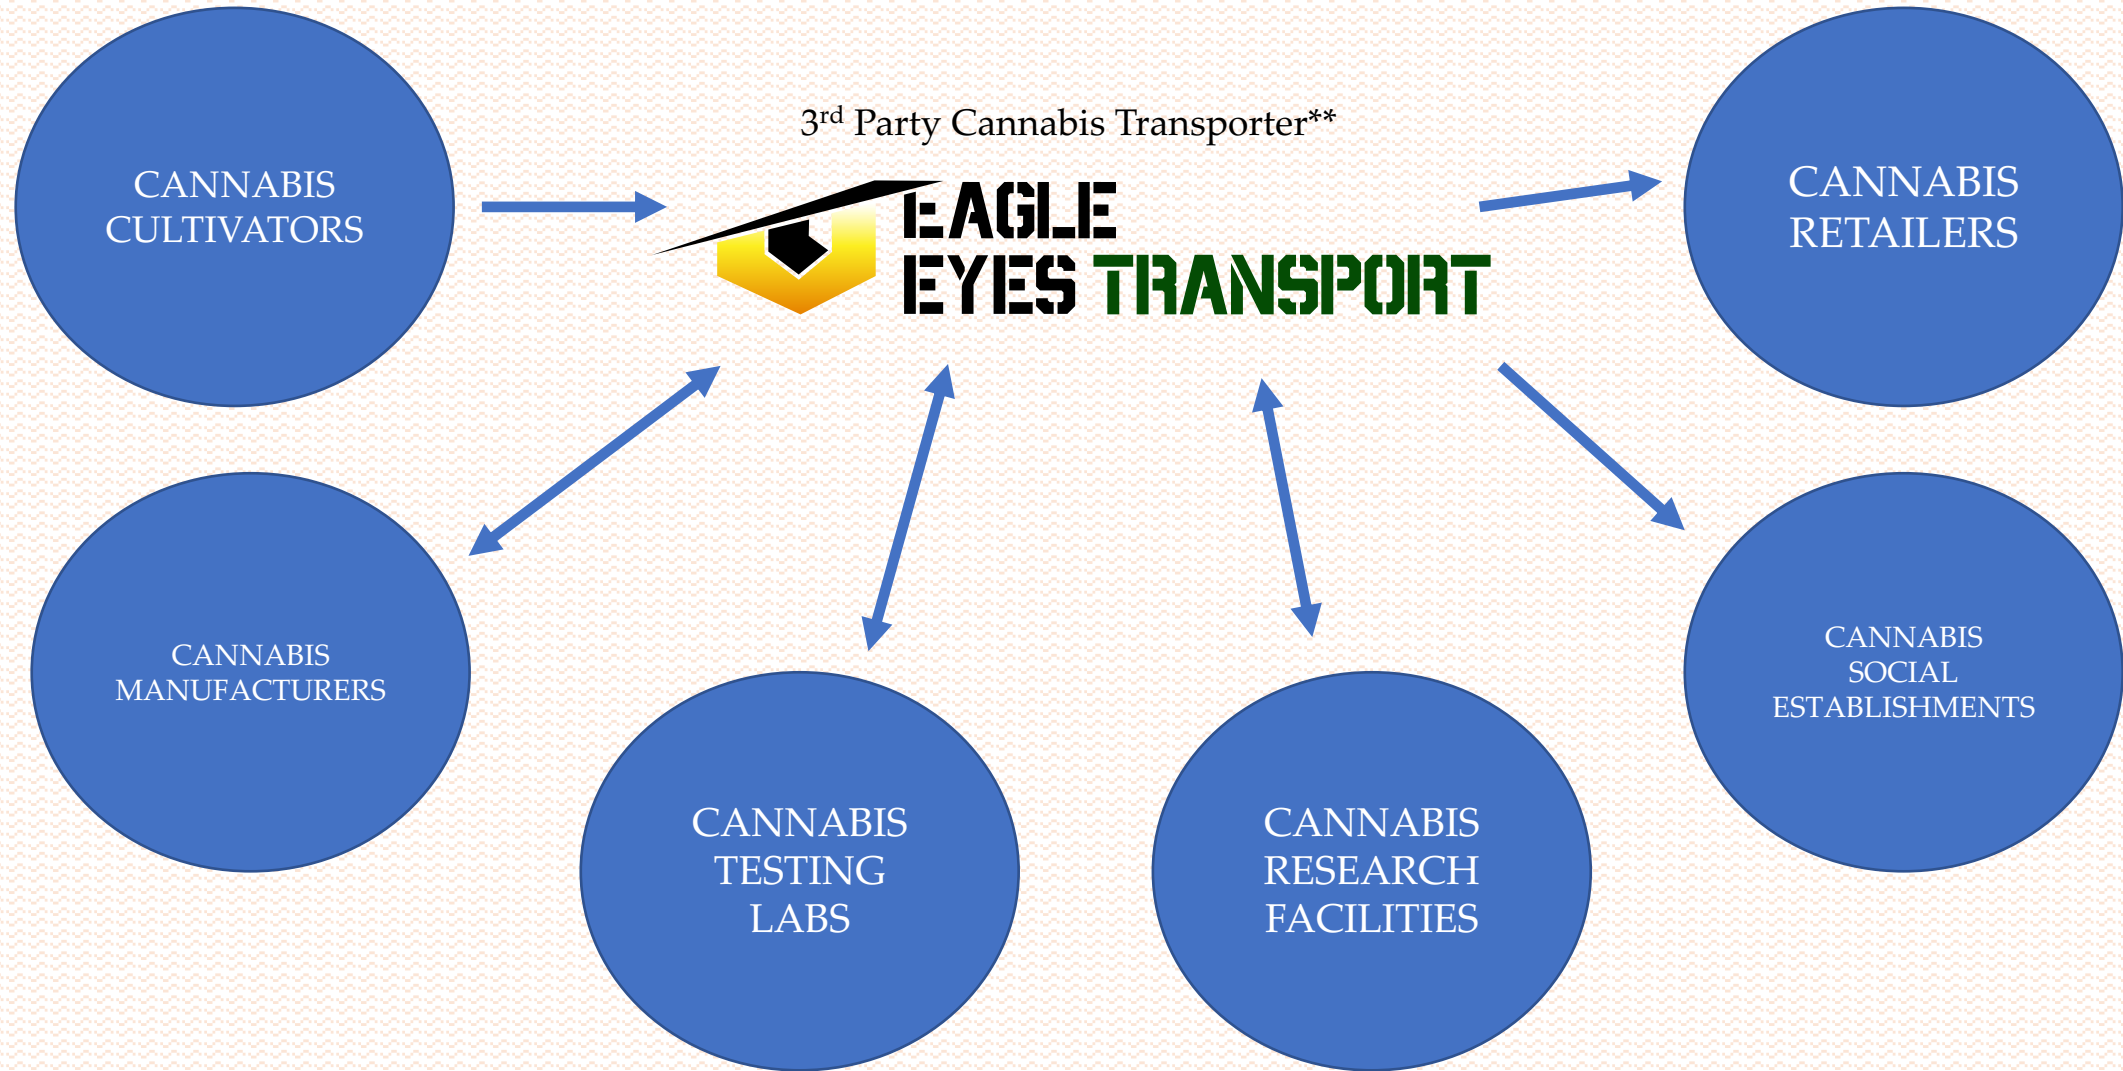 CANNABIS
CULTIVATORS
3rd Party Cannabis Transporter**
EAGLE
EYES TRANSPORT
CANNABIS
RETAILERS
CANNABIS
MANUFACTURERS
CANNABIS
TESTING
LABS
CANNABIS
RESEARCH
FACILITIES
CANNABIS
SOCIAL
ESTABLISHMENTS